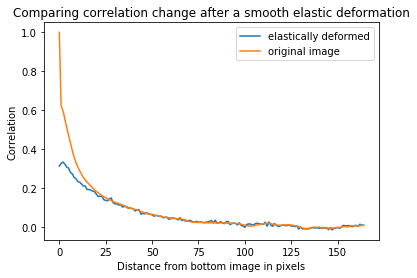 Comparing correlation change after a smooth elastic deformation
elastically deformed
original image
1.0
0.8
0.6
0.4
0.2
0.0
Correlation
0 25 50 75 100 125 150
Distance from bottom image in pixels